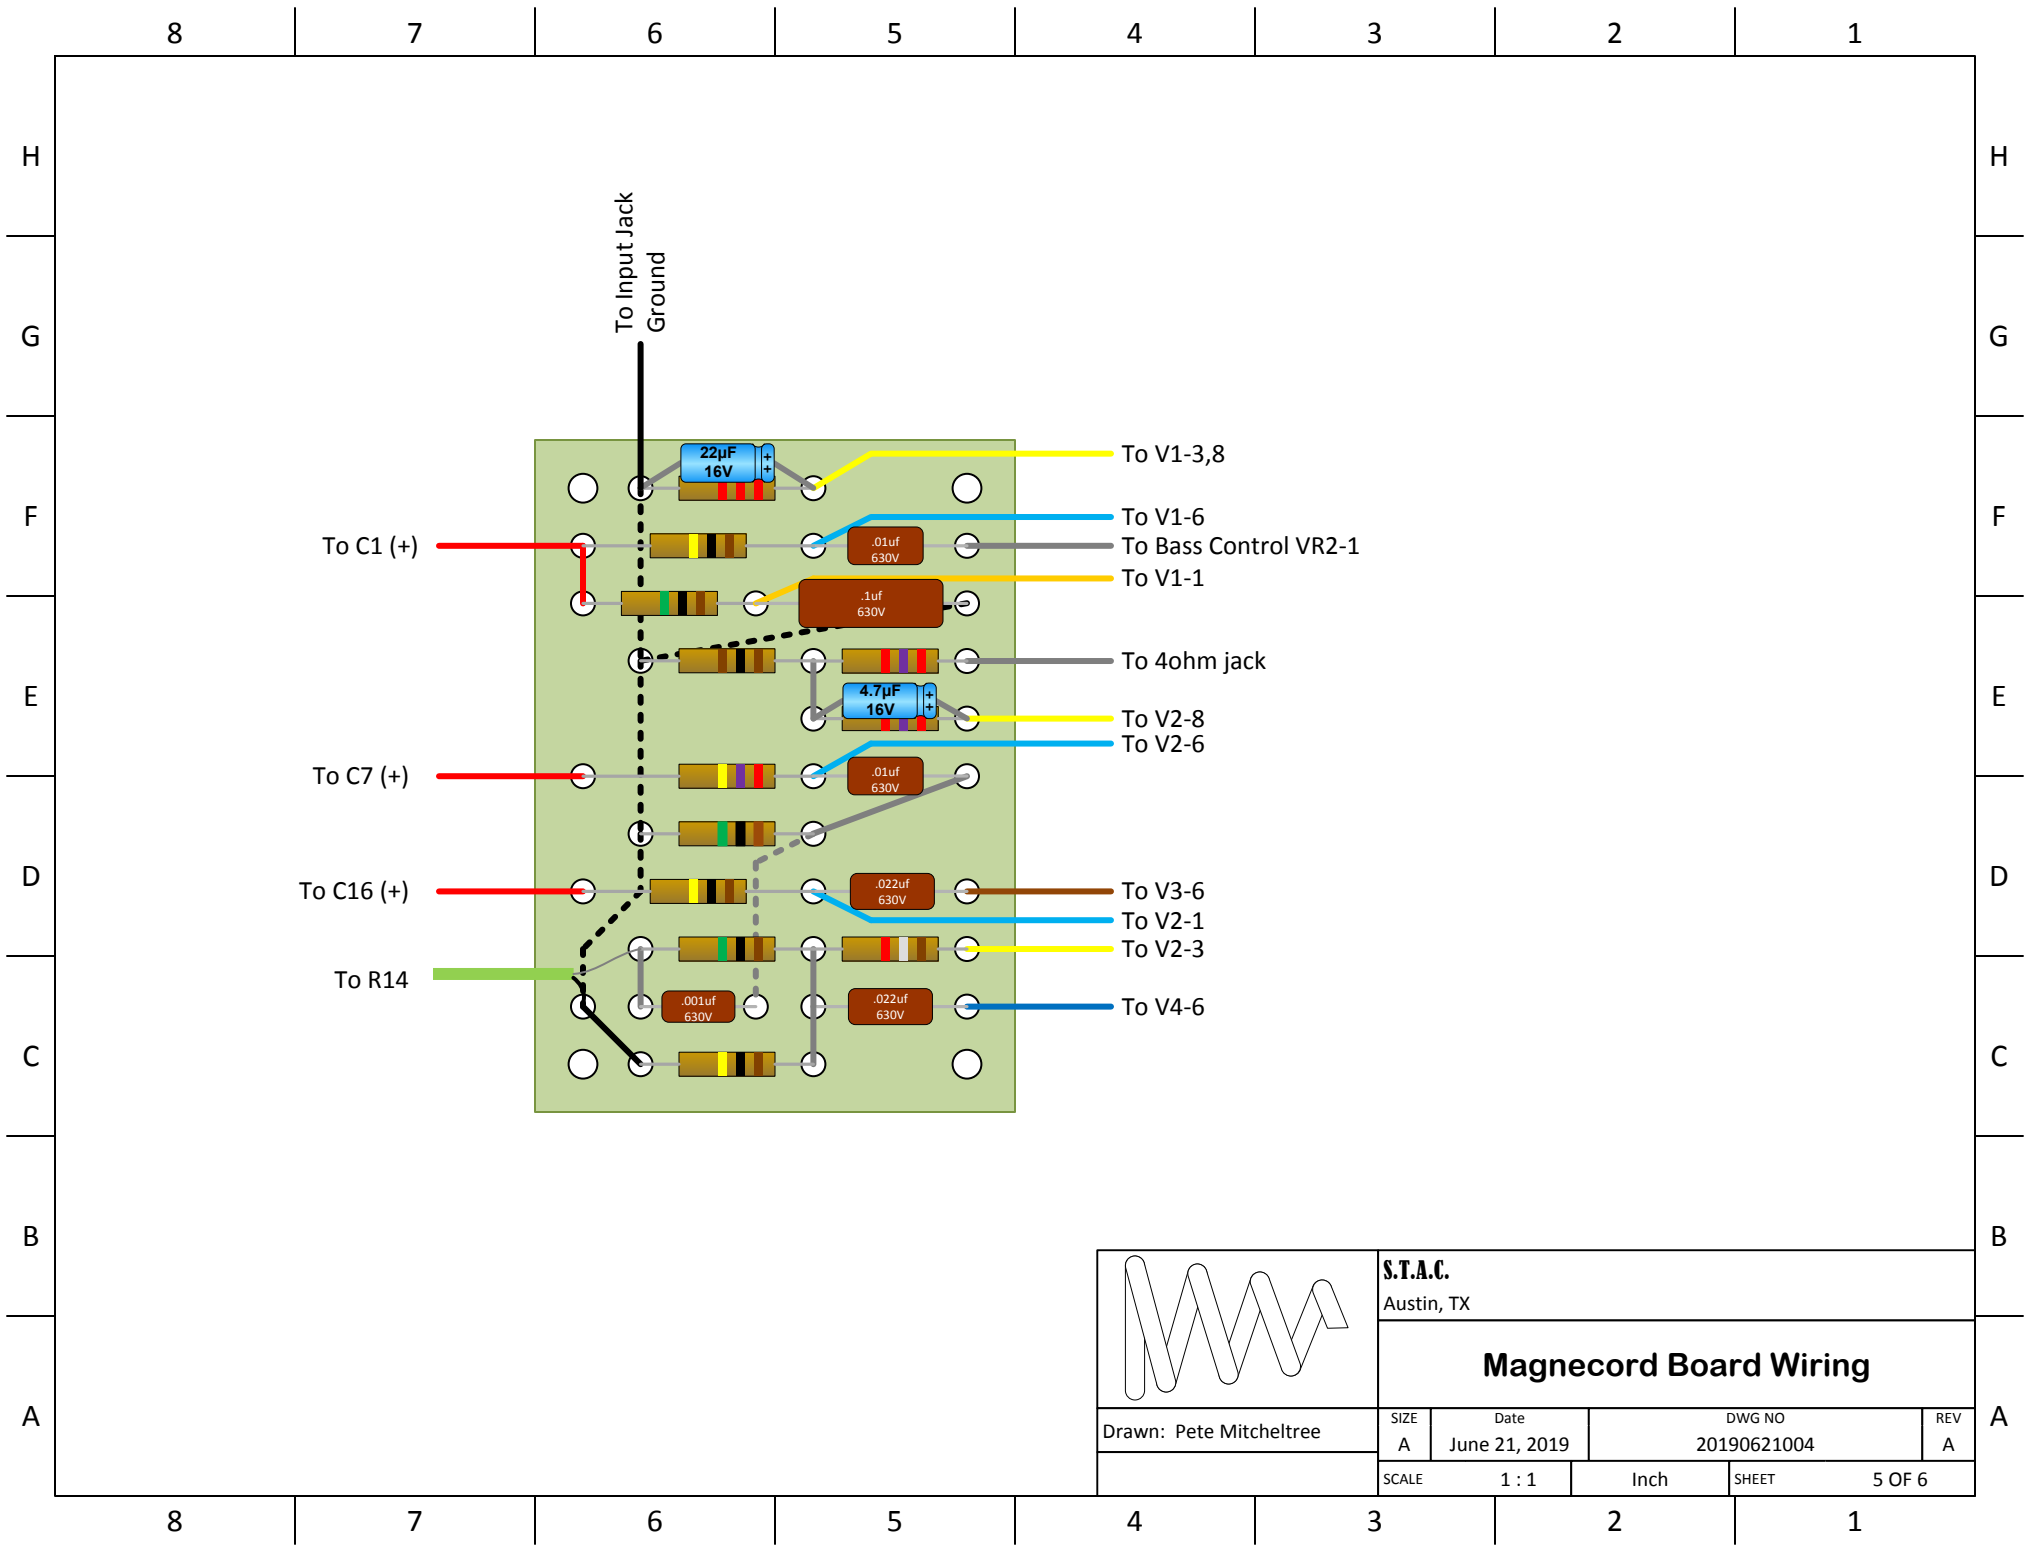 8 7 6 5 4 3 2 1
H H
To Input Jack
Ground
G G
22µF
16V
++
To V1-3,8
F F
To V1-6
To C1 (+)
.01uf
630V
To Bass Control VR2-1
To V1-1
.1uf
630V
To 4ohm jack
E E
4.7µF
16V
++
To V2-8
To V2-6
To C7 (+)
.01uf
630V
D D
To C16 (+)
.022uf
630V
To V3-6
To V2-1
To V2-3
To R14
.001uf
630V
.022uf
630V
To V4-6
C C
B B
S.T.A.C.
Austin, TX
Magnecord Board Wiring
A A
Drawn: Pete Mitcheltree
SIZE Date DWG NO REV
A June 21, 2019 20190621004 A
SCALE 1 : 1 Inch SHEET 5 OF 6
8 7 6 5 4 3 2 1